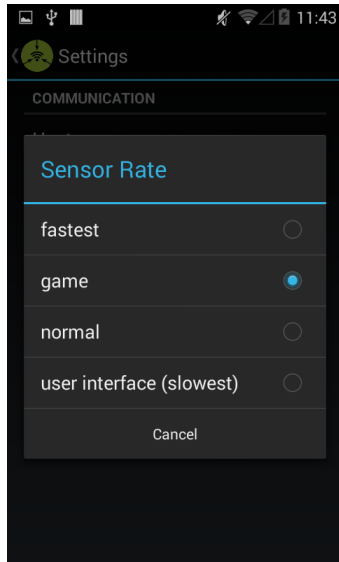 11:43
Settings
COMMUNICATION
Sensor Rate
fastest
game
normal
user interface (slowest)
Cancel